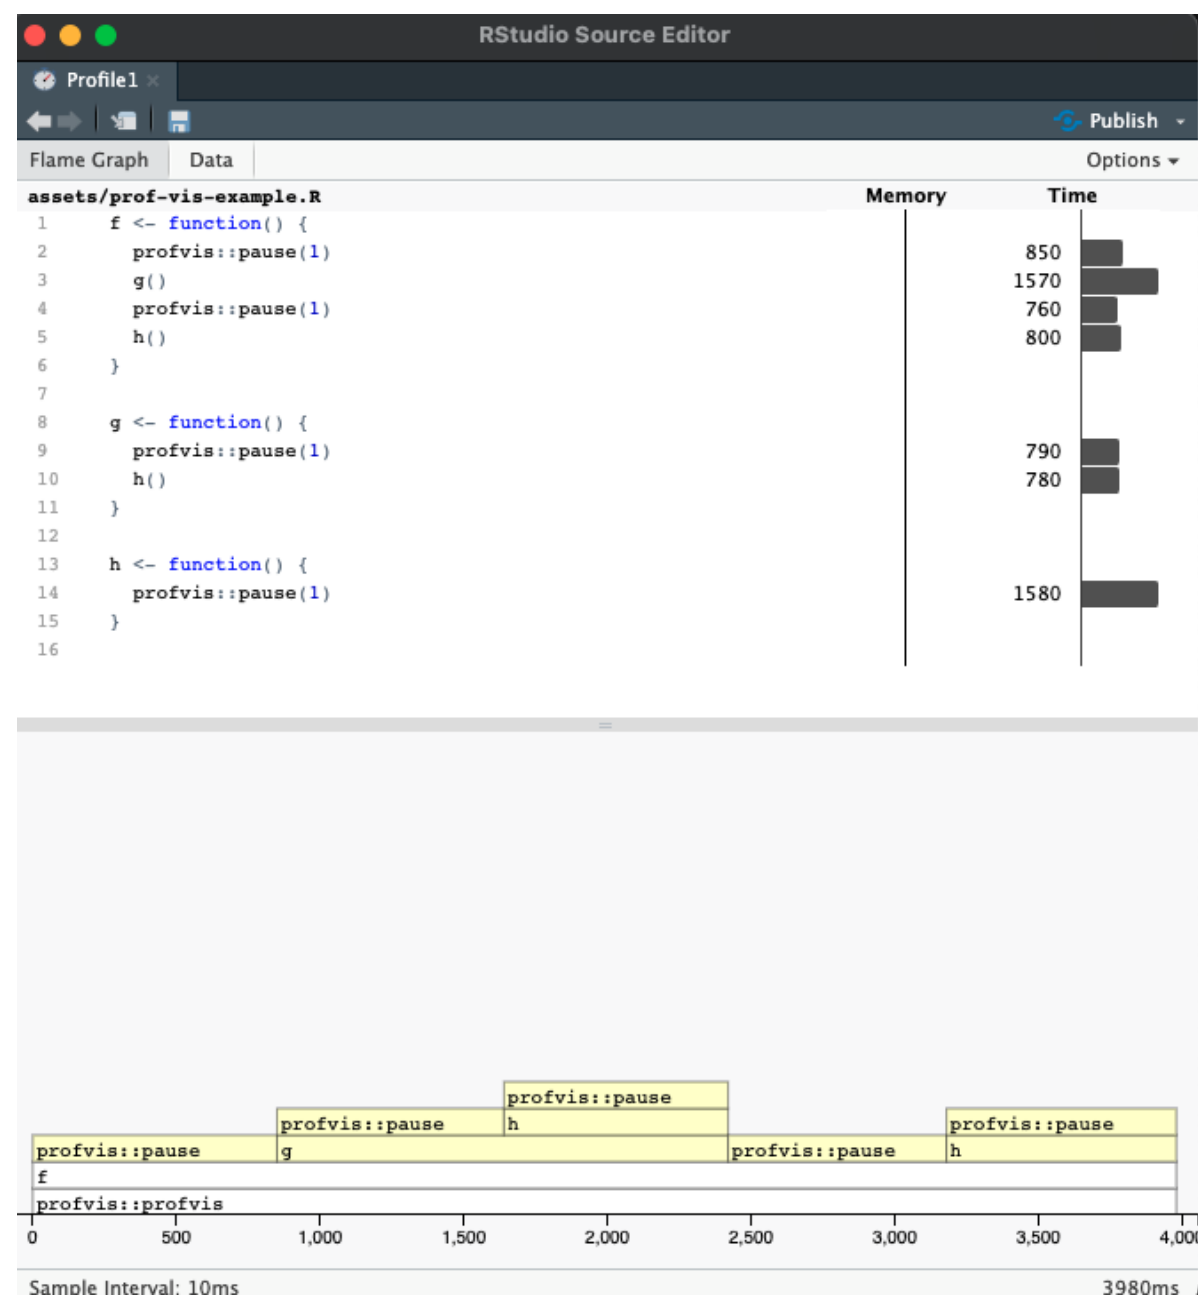 RStudio Source Editor
Profile1
Publish
Flame Graph Data Options
assets/prof-vis-example.R Memory Time
1 f <- function() {
2 profvis::pause(1) 850
3 g() 1570
4 profvis::pause(1) 760
5 h() 800
6 }
7
8 g <- function() {
9 profvis::pause(1) 790
10 h() 780
11 }
12
13 h <- function() {
14 profvis::pause(1) 1580
15 }
16
profvis::pause
profvis::pause h profvis::pause
profvis::pause g profvis::pause h
f
profvis::profvis
0 500 1,000 1,500 2,000 2,500 3,000 3,500 4,000
Sample Interval: 10ms 3980ms